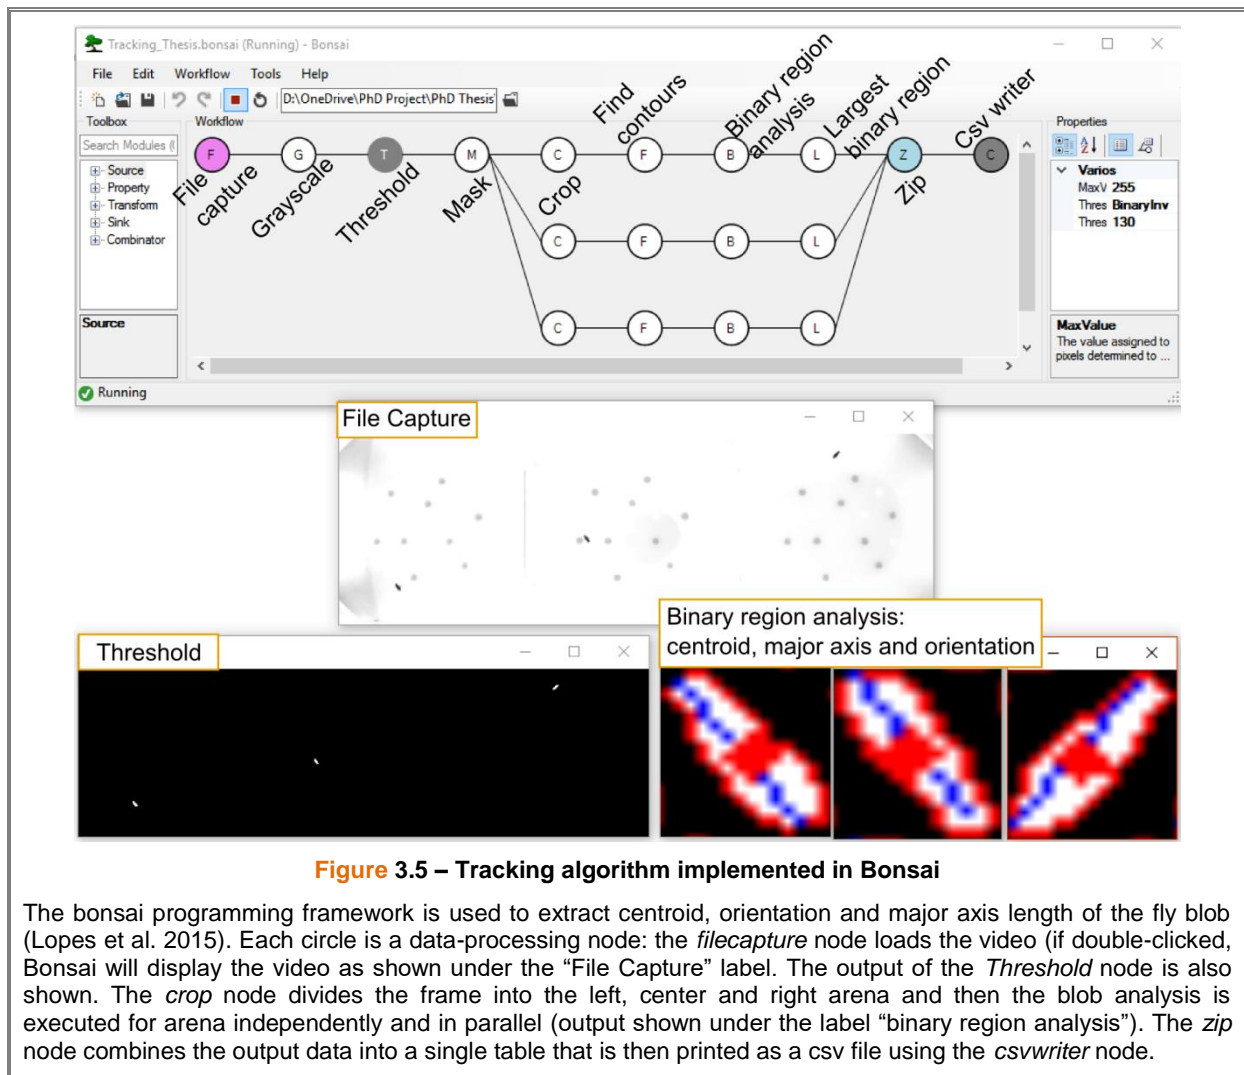 Tracking_Thesis.bonsai (Running) - Bonsai
File Edit Workflow Tools Help
D:\OneDrive\PhD Project\PhD Thesis
Toolbox
Workflow
Properties
Search Modules
Source
Property
Transform
Sink
Combinator
F G T M C F B L Z C
File capture
Grayscale
Threshold
Mask
Crop
Find contours
Binary region analysis
Largest binary region
Zip
Csv writer
C F B L
C F B L
Varios
MaxV 255
Thres BinaryInv
Thres 130
Source
MaxValue
The value assigned to
pixels determined to ...
Running
File Capture
Threshold
Binary region analysis:
centroid, major axis and orientation
Figure 3.5 – Tracking algorithm implemented in Bonsai
The bonsai programming framework is used to extract centroid, orientation and major axis length of the fly blob
(Lopes et al. 2015). Each circle is a data-processing node: the filecapture node loads the video (if double-clicked,
Bonsai will display the video as shown under the “File Capture” label. The output of the Threshold node is also
shown. The crop node divides the frame into the left, center and right arena and then the blob analysis is
executed for arena independently and in parallel (output shown under the label “binary region analysis”). The zip
node combines the output data into a single table that is then printed as a csv file using the csvwriter node.